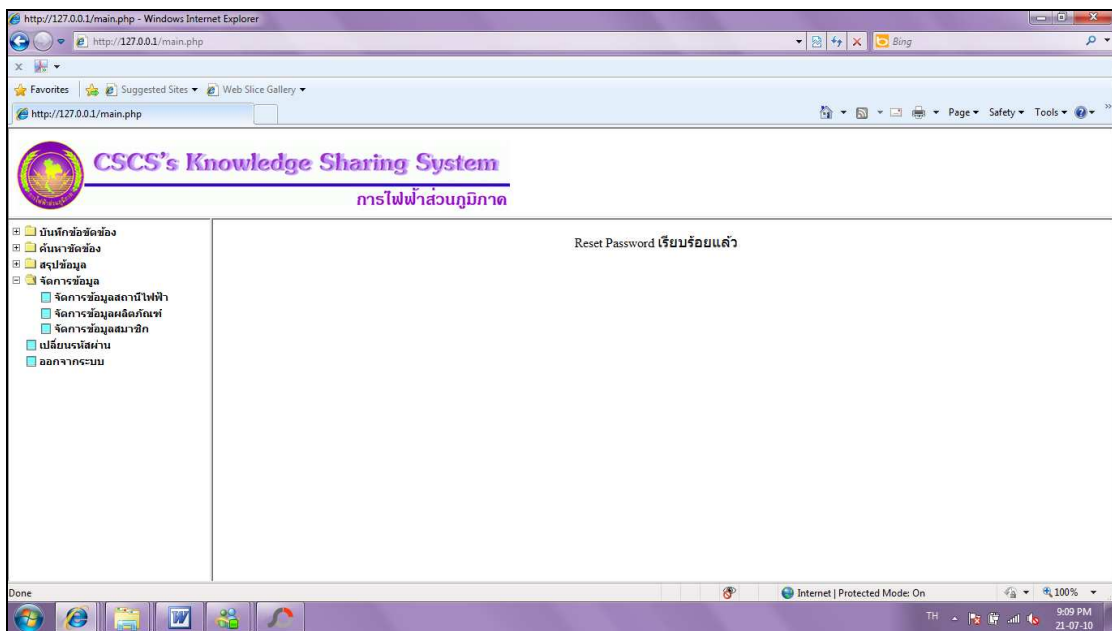 http://127.0.0.1/main.php - Windows Internet Explorer
http://127.0.0.1/main.php
Bing
x
Favorites Suggested Sites Web Slice Gallery
http://127.0.0.1/main.php
Page Safety Tools
CSCS's Knowledge Sharing System
การไฟฟ้าส่วนภูมิภาค
บันทึกข้อขัดข้อง
ค้นหาขัดข้อง
สรุปข้อมูล
จัดการข้อมูล
จัดการข้อมูลสถานีไฟฟ้า
จัดการข้อมูลผลิตภัณฑ์
จัดการข้อมูลสมาชิก
เปลี่ยนรหัสผ่าน
ออกจากระบบ
Reset Password เรียบร้อยแล้ว
Done
Internet | Protected Mode: On
100%
TH
9:09 PM
21-07-10